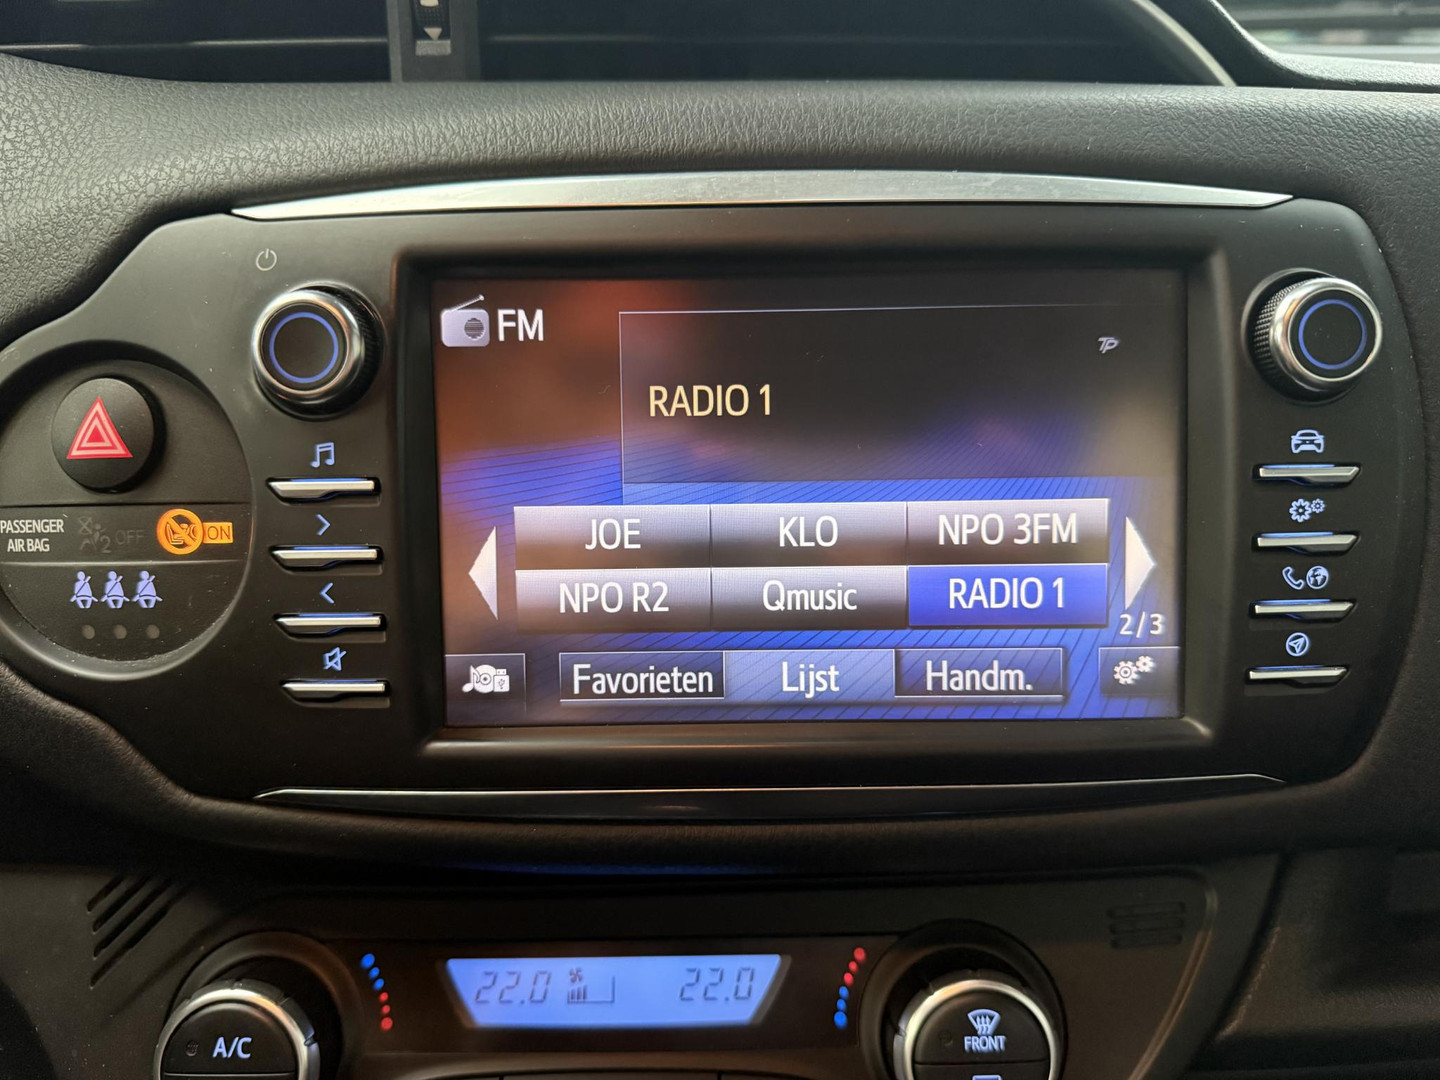 FM
TP
RADIO 1
JOE KLO NPO 3FM
NPO R2 Qmusic RADIO 1
2/3
Favorieten Lijst Handm.
PASSENGER
AIR BAG
2 OFF
ON
22.0 22.0
A/C
FRONT